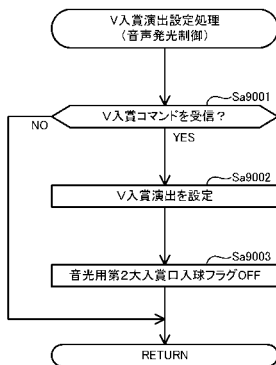 V入賞演出設定処理
(音声発光制御)
Sa9001
V入賞コマンドを受信?
NO
YES
Sa9002
V入賞演出を設定
Sa9003
音光用第2大入賞口入球フラグOFF
RETURN